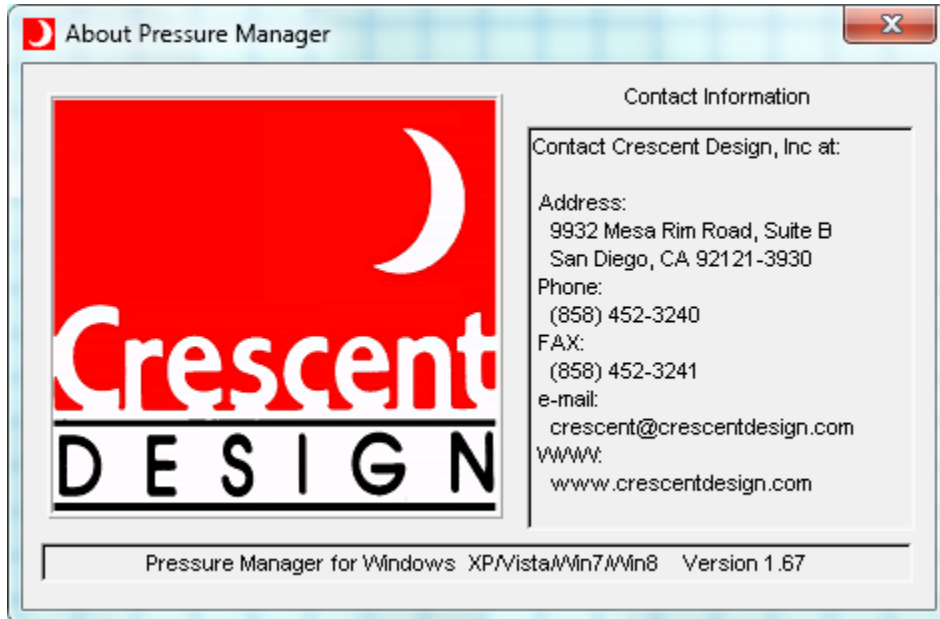 About Pressure Manager
Contact Information
Crescent
DESIGN
Contact Crescent Design, Inc at:
Address:
9932 Mesa Rim Road, Suite B
San Diego, CA 92121-3930
Phone:
(858) 452-3240
FAX:
(858) 452-3241
e-mail:
crescent@crescentdesign.com
WWW:
www.crescentdesign.com
Pressure Manager for Windows XP/Vista/Win7/Win8 Version 1.67